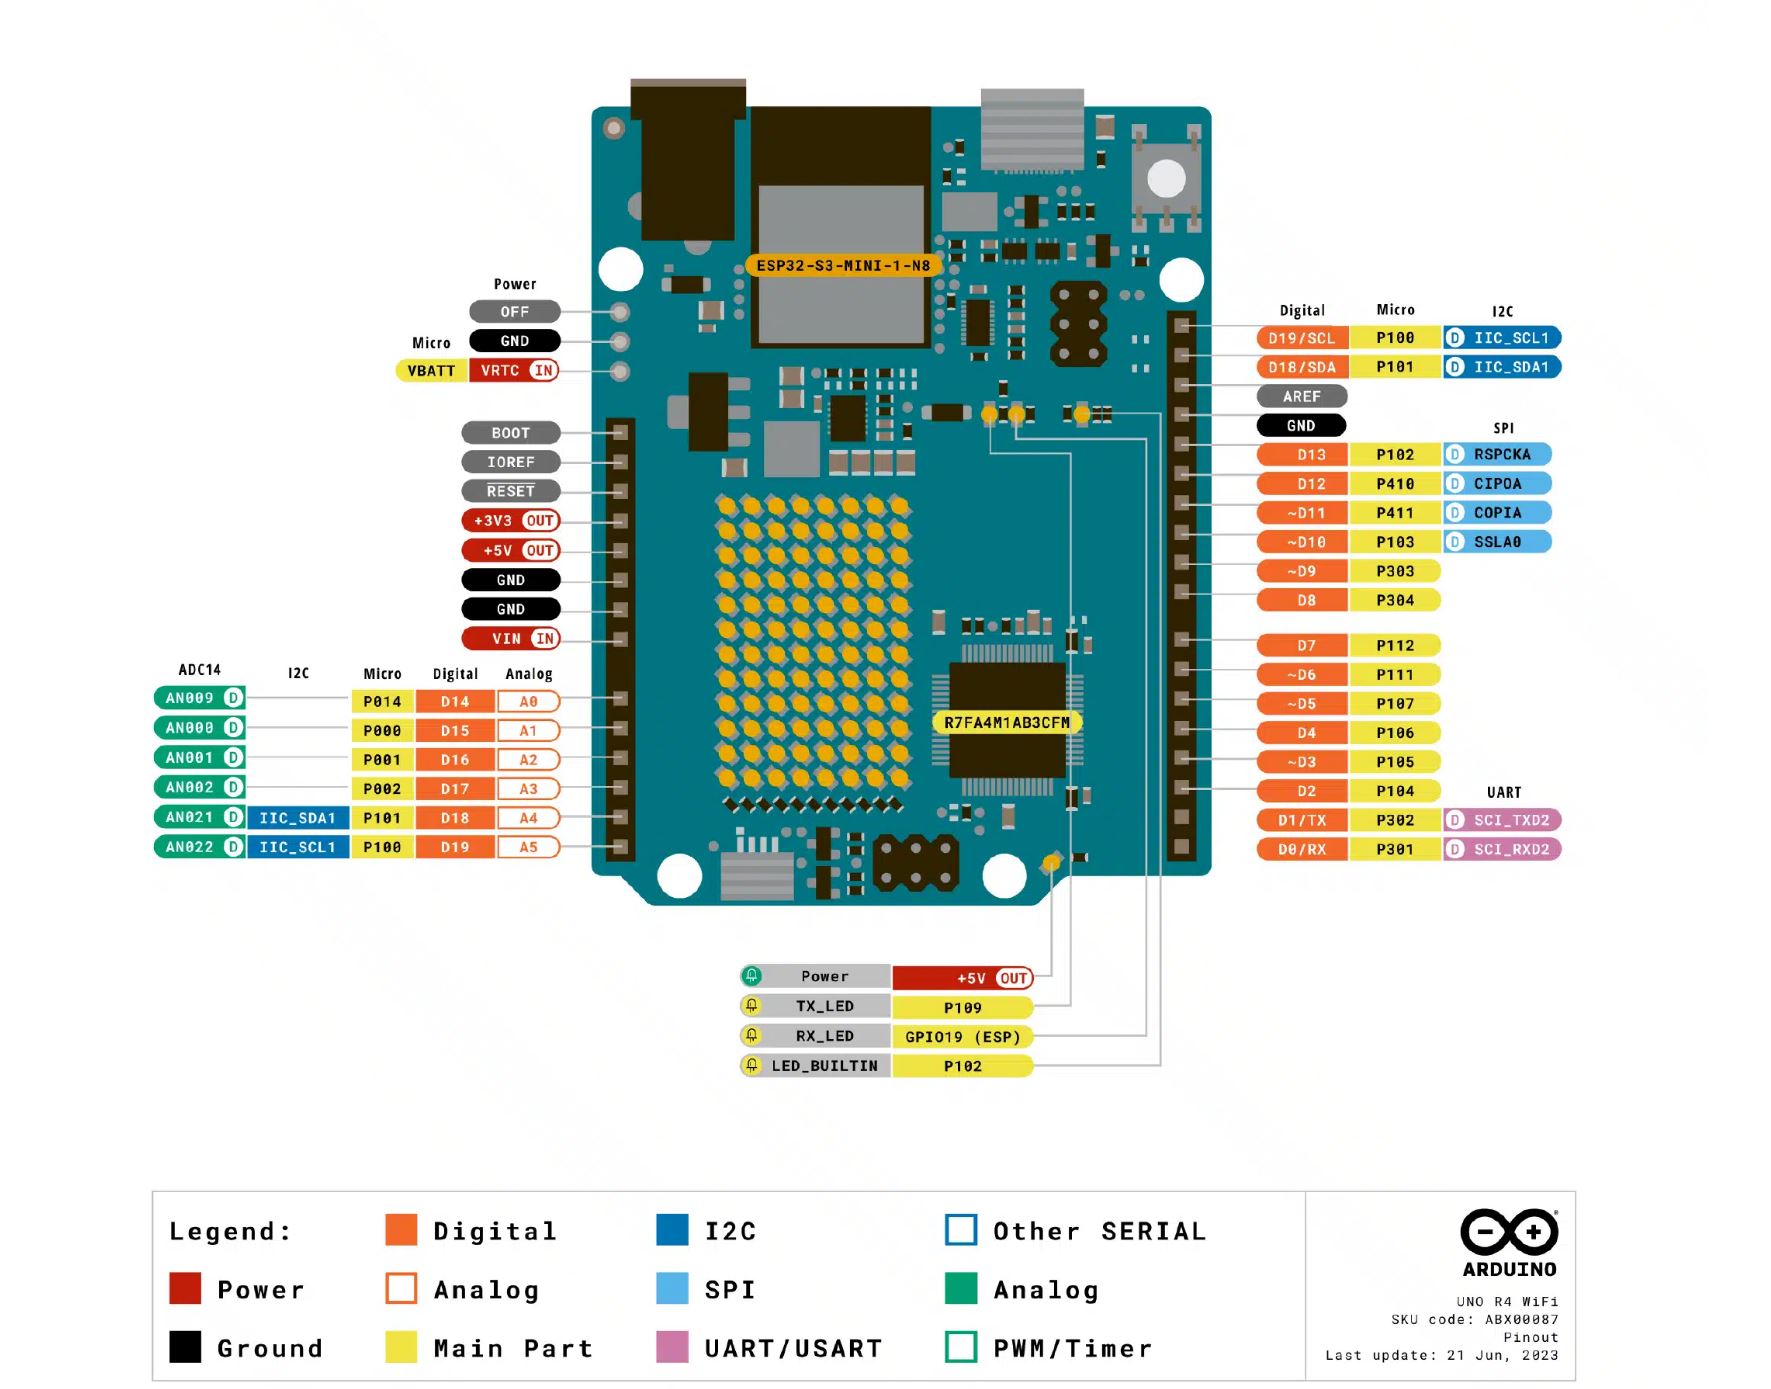 ESP32-S3-MINI-1-N8
Power
OFF
GND
Micro
VBATT VRTC IN
BOOT
IOREF
RESET
+3V3 OUT
+5V OUT
GND
GND
VIN IN
ADC14 I2C Micro Digital Analog
AN009 D P014 D14 A0
AN000 D P000 D15 A1
AN001 D P001 D16 A2
AN002 D P002 D17 A3
AN021 D IIC_SDA1 P101 D18 A4
AN022 D IIC_SCL1 P100 D19 A5
Digital Micro I2C
D19/SCL P100 D IIC_SCL1
D18/SDA P101 D IIC_SDA1
AREF
GND
SPI
D13 P102 D RSPCKA
D12 P410 D CIPOA
~D11 P411 D COPIA
~D10 P103 D SSLA0
~D9 P303
D8 P304
D7 P112
~D6 P111
~D5 P107
D4 P106
~D3 P105
D2 P104
UART
D1/TX P302 D SCI_TXD2
D0/RX P301 D SCI_RXD2
R7FA4M1AB3CFM
Power +5V OUT
TX_LED P109
RX_LED GPIO19 (ESP)
LED_BUILTIN P102
Legend: Digital I2C Other SERIAL
Power Analog SPI Analog
Ground Main Part UART/USART PWM/Timer
ARDUINO
UNO R4 WiFi
SKU code: ABX00087
Pinout
Last update: 21 Jun, 2023